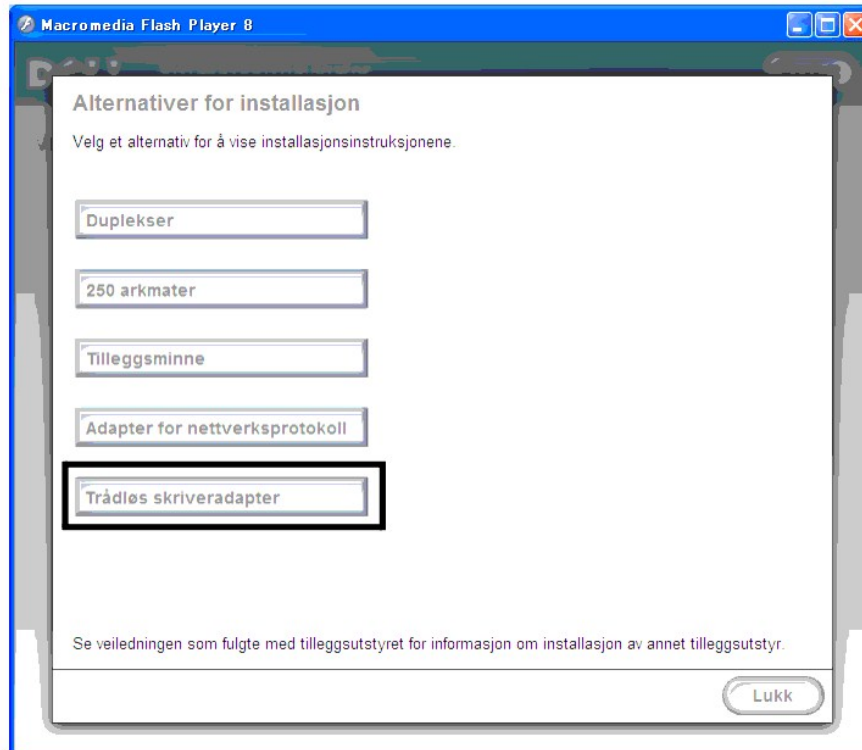 Macromedia Flash Player 8
Alternativer for installasjon
Velg et alternativ for å vise installasjonsinstruksjonene.
Duplekser
250 arkmater
Tilleggsminne
Adapter for nettverksprotokoll
Trådløs skriveradapter
Se veiledningen som fulgte med tilleggsutstyret for informasjon om installasjon av annet tilleggsutstyr.
Lukk